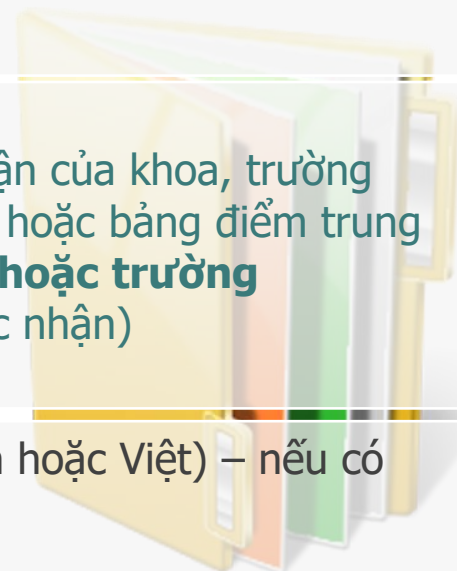 ận của khoa, trường
hoặc bảng điểm trung
hoặc trường
c nhận)
hoặc Việt) – nếu có